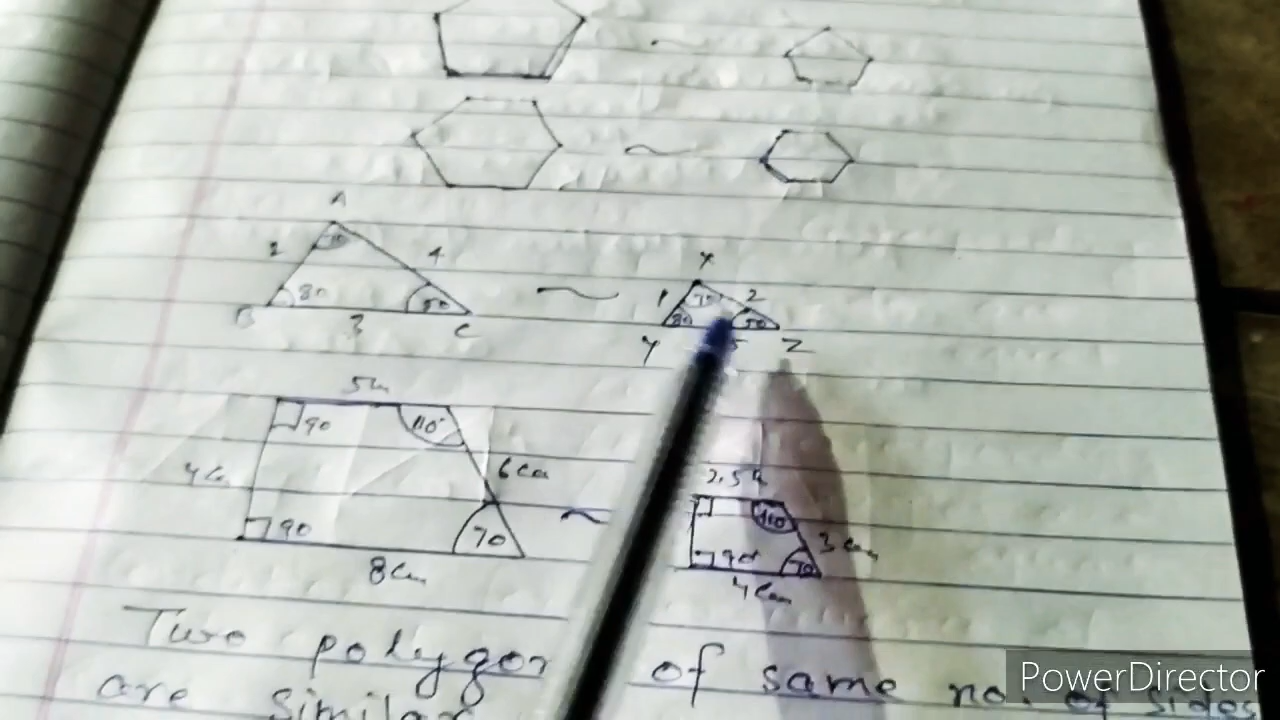 A
4
80
50
B
3
C
X
1
2
70
80
50
Y
Z
5cm
90
110°
4cm
6cm
90
70
8cm
2.5cm
110°
3cm
90°
70
4cm
Two polygon of same no. of sides
are similar
PowerDirector